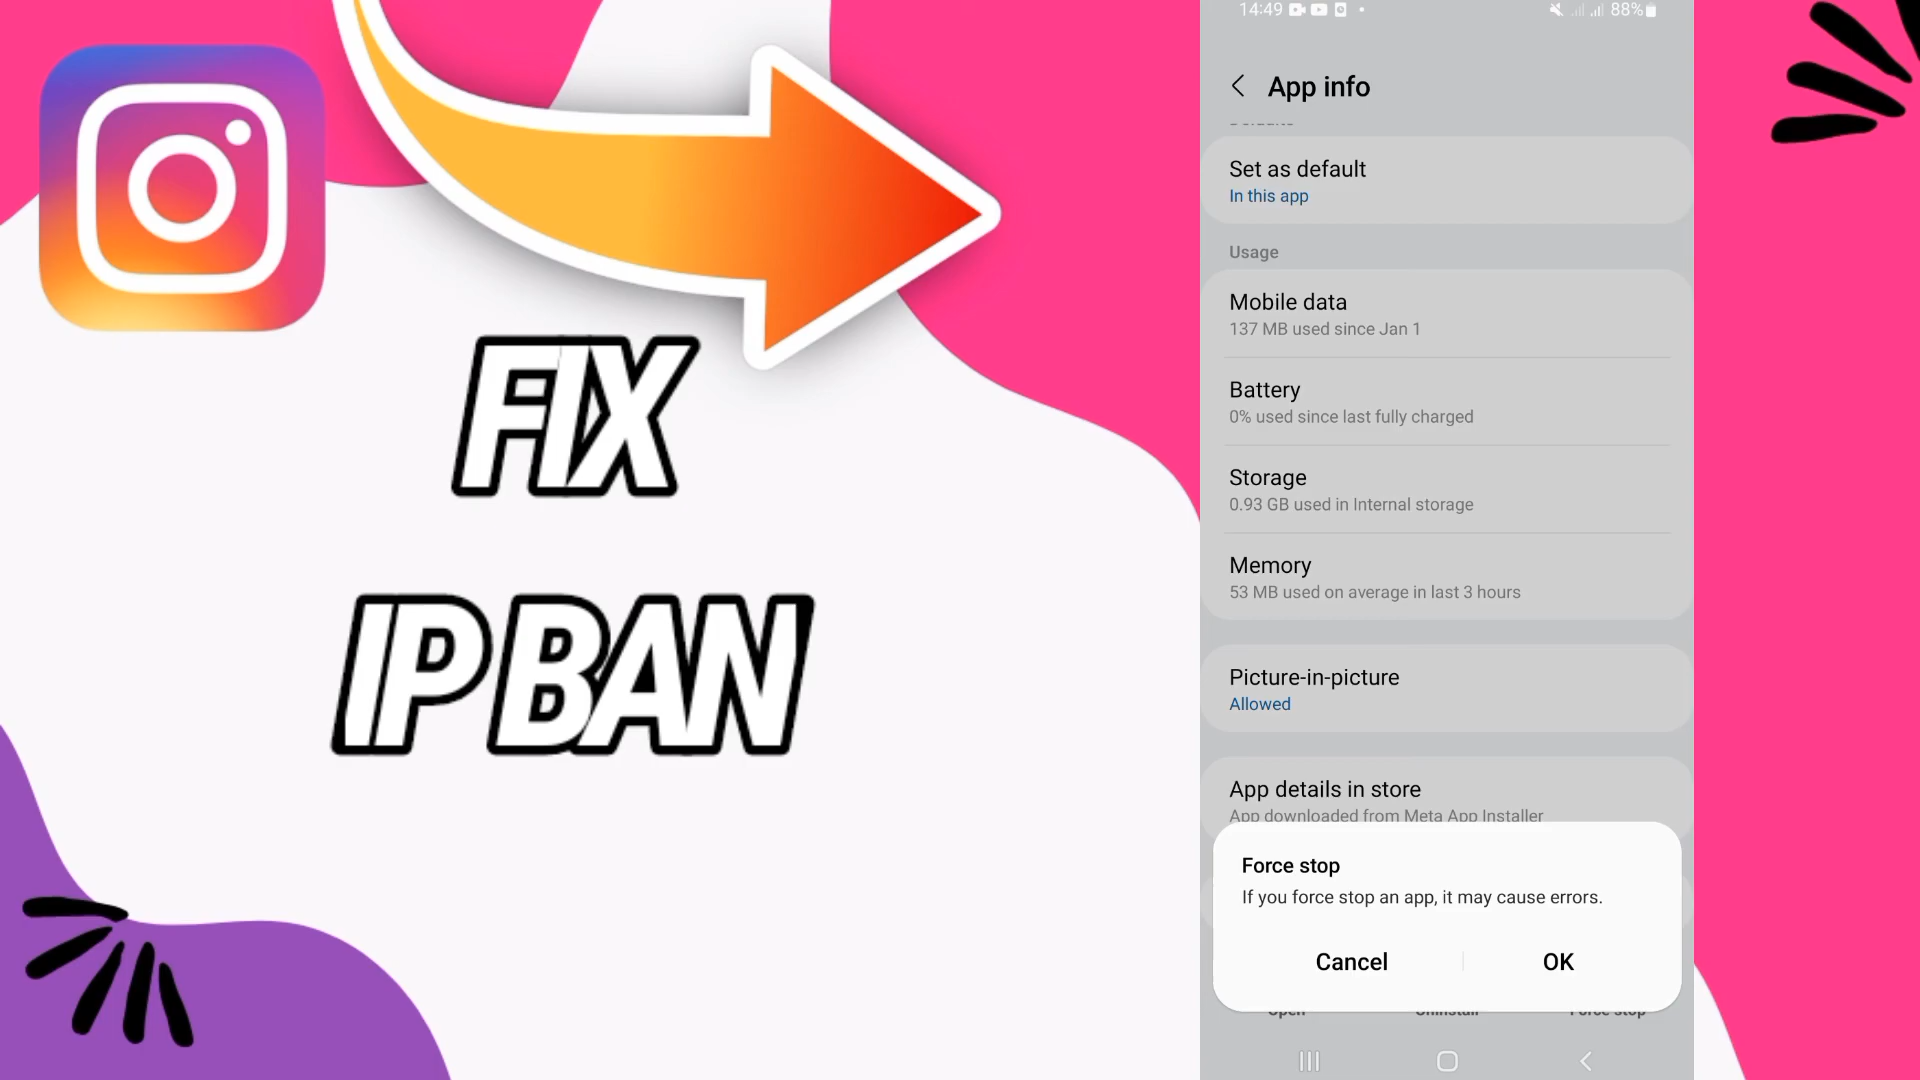 FIX
IP BAN
14:49
88%
App info
Set as default
In this app
Usage
Mobile data
137 MB used since Jan 1
Battery
0% used since last fully charged
Storage
0.93 GB used in Internal storage
Memory
53 MB used on average in last 3 hours
Picture-in-picture
Allowed
App details in store
App downloaded from Meta App Installer
Force stop
If you force stop an app, it may cause errors.
Cancel
OK
Open
Uninstall
Force stop